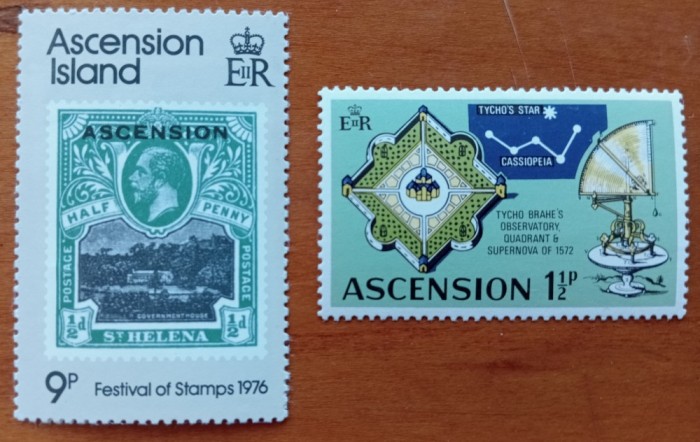 Ascension
Island
EIIR
ASCENSION
HALF PENNY
POSTAGE
POSTAGE
GOVERNMENT HOUSE
½d
½d
ST HELENA
9P
Festival of Stamps 1976
EIIR
TYCHO'S STAR
CASSIOPEIA
TYCHO BRAHE'S
OBSERVATORY,
QUADRANT &
SUPERNOVA OF 1572
ASCENSION 1½p